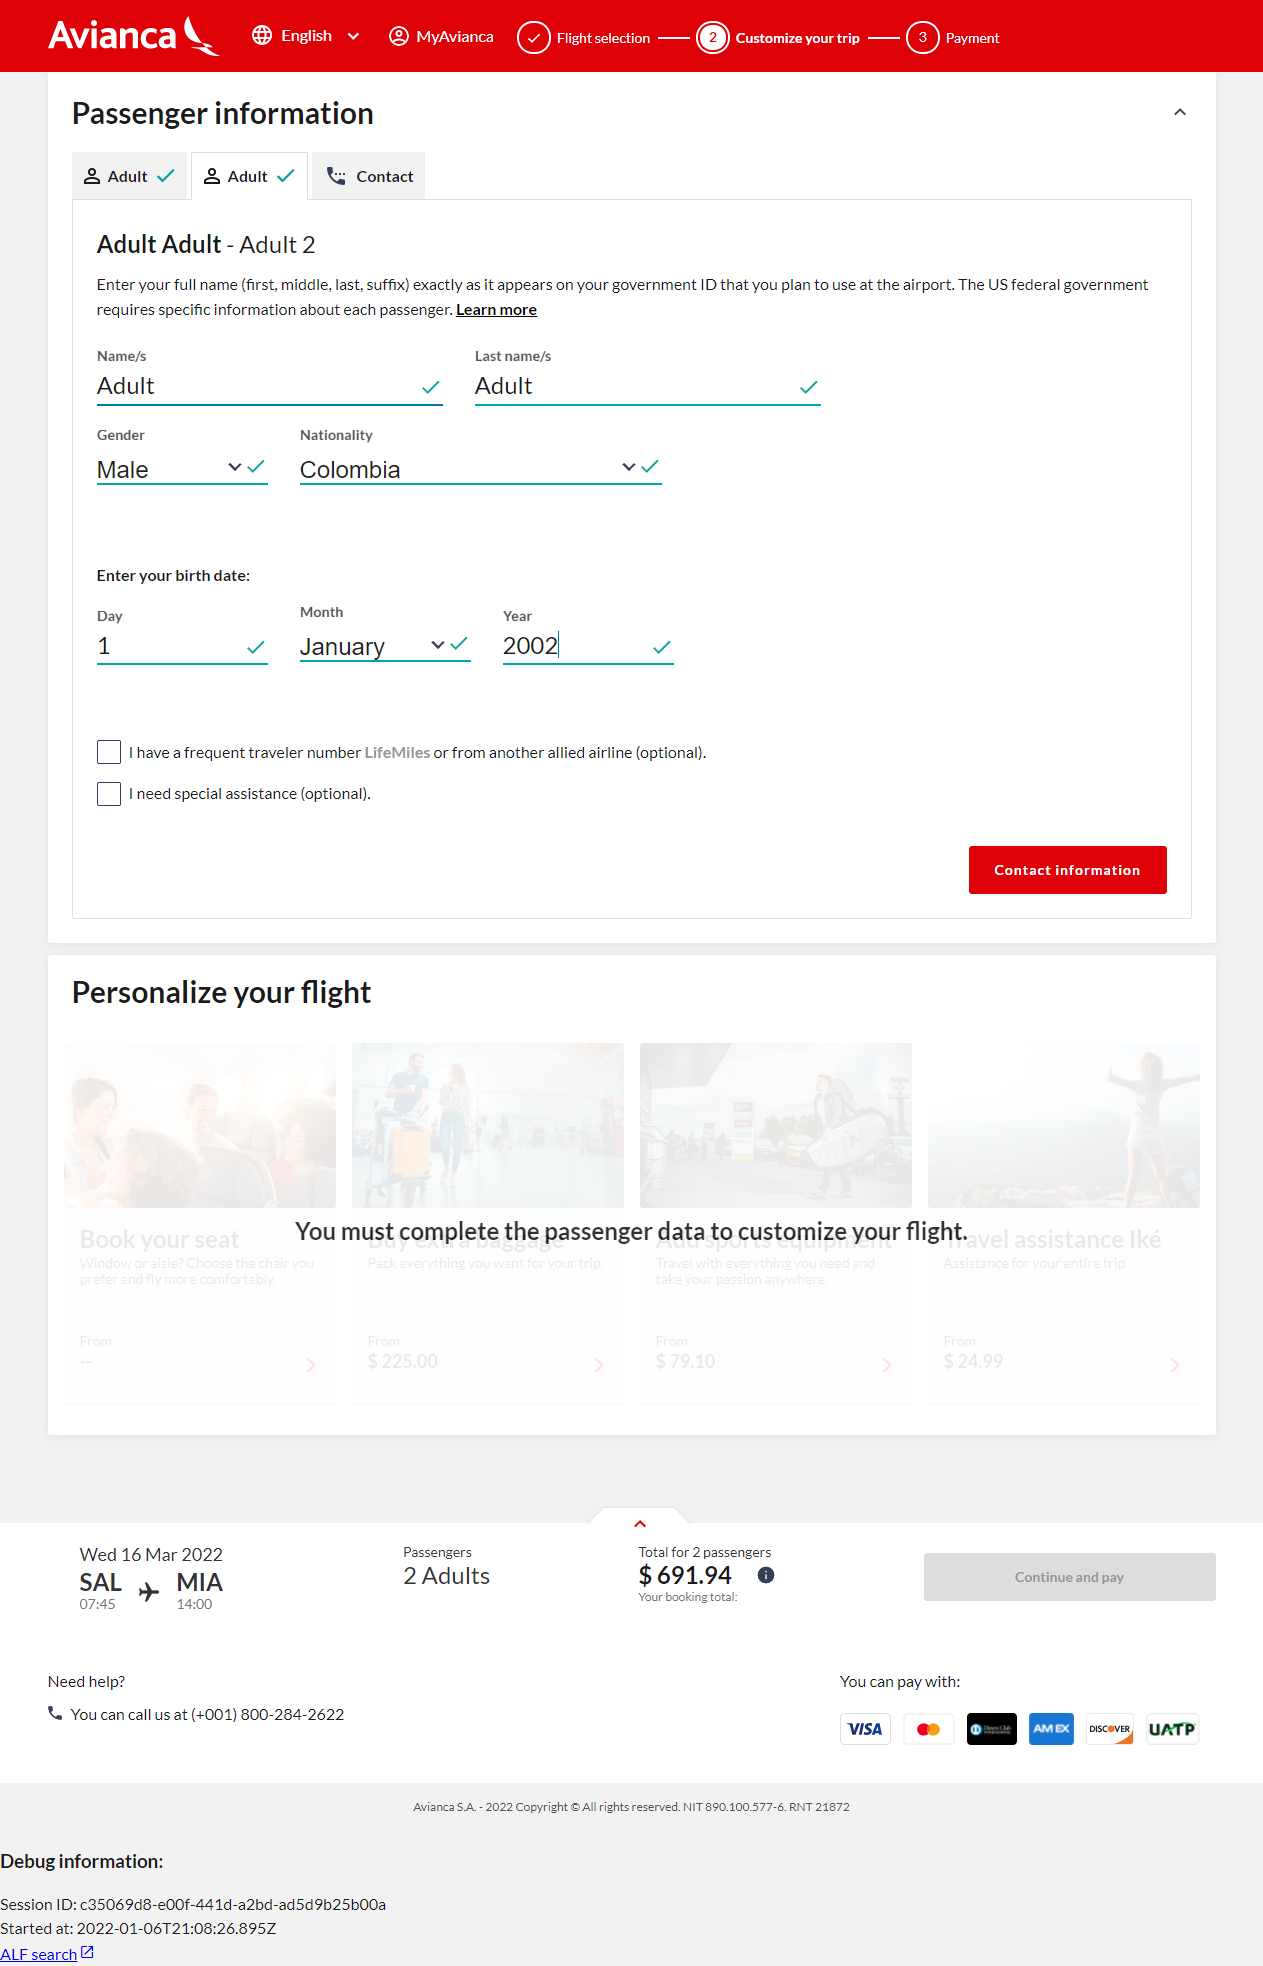 Avianca English MyAvianca Flight selection 2 Customize your trip 3 Payment
Passenger information
Adult Adult Contact
Adult Adult - Adult 2
Enter your full name (first, middle, last, suffix) exactly as it appears on your government ID that you plan to use at the airport. The US federal government
requires specific information about each passenger. Learn more
Name/s Last name/s
Adult Adult
Gender Nationality
Male Colombia
Enter your birth date:
Day Month Year
1 January 2002
I have a frequent traveler number LifeMiles or from another allied airline (optional).
I need special assistance (optional).
Contact information
Personalize your flight
You must complete the passenger data to customize your flight.
Book your seat Buy extra baggage Add sports equipment Travel assistance Iké
Window or aisle? Choose the chair you Pack everything you want for your trip. Travel with everything you need and Assistance for your entire trip
prefer and fly more comfortably. take your passion anywhere.
From From From From
-- $ 225.00 $ 79.10 $ 24.99
Wed 16 Mar 2022 Passengers Total for 2 passengers
SAL MIA 2 Adults $ 691.94 Continue and pay
07:45 14:00 Your booking total:
Need help? You can pay with:
You can call us at (+001) 800-284-2622
VISA Diners Club AMEX DISCOVER UATP
Avianca S.A. - 2022 Copyright © All rights reserved. NIT 890.100.577-6. RNT 21872
Debug information:
Session ID: c35069d8-e00f-441d-a2bd-ad5d9b25b00a
Started at: 2022-01-06T21:08:26.895Z
ALF search